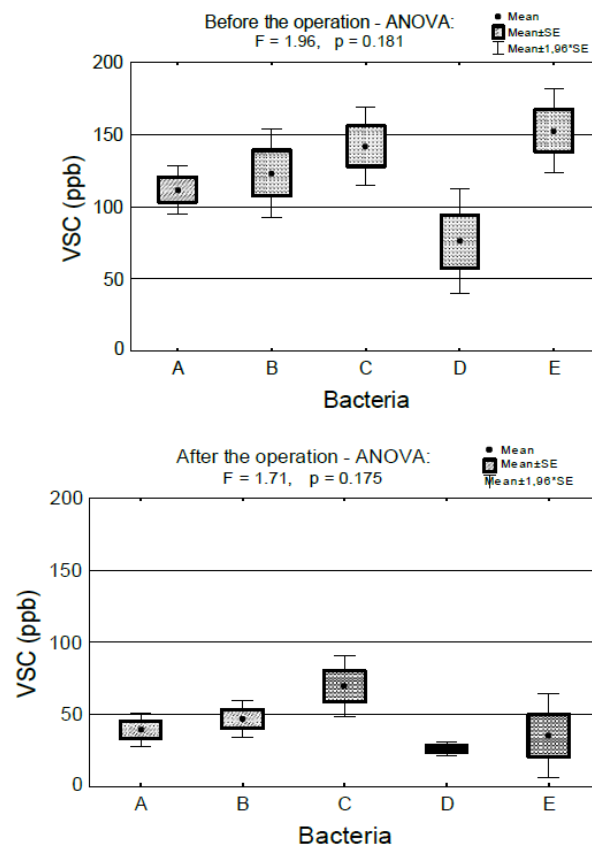 Before the operation - ANOVA:
F = 1.96, p = 0.181
Mean
Mean±SE
Mean±1,96*SE
200
150
100
50
0
VSC (ppb)
A B C D E
Bacteria
After the operation - ANOVA:
F = 1.71, p = 0.175
Mean
Mean±SE
Mean±1,96*SE
200
150
100
50
0
VSC (ppb)
A B C D E
Bacteria